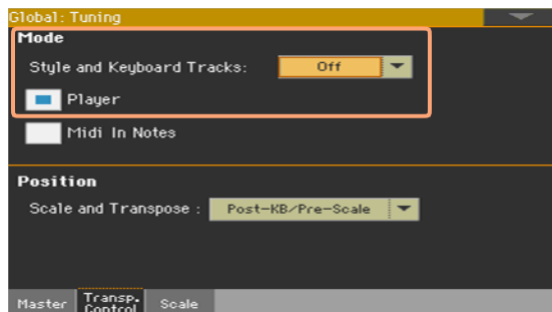 Global: Tuning
Mode
Style and Keyboard Tracks: Off
Player
Midi In Notes
Position
Scale and Transpose : Post-KB/Pre-Scale
Master Transp. Control Scale